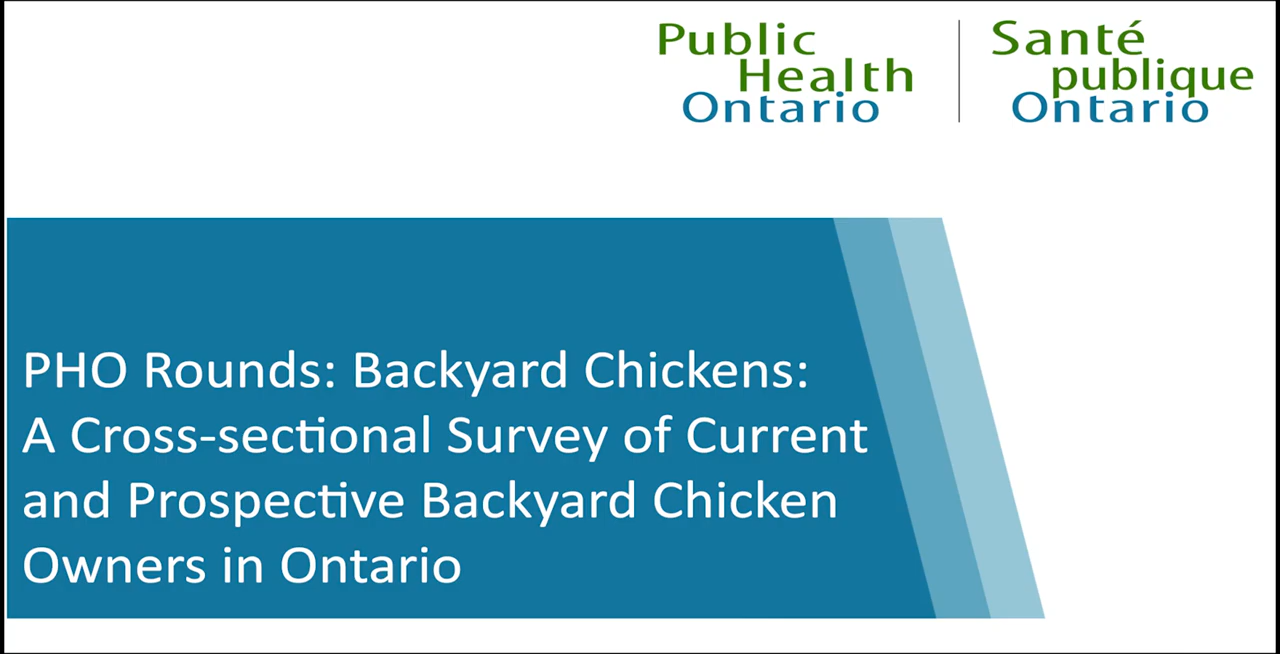 Public
Health
Ontario
Santé
publique
Ontario
PHO Rounds: Backyard Chickens:
A Cross-sectional Survey of Current
and Prospective Backyard Chicken
Owners in Ontario